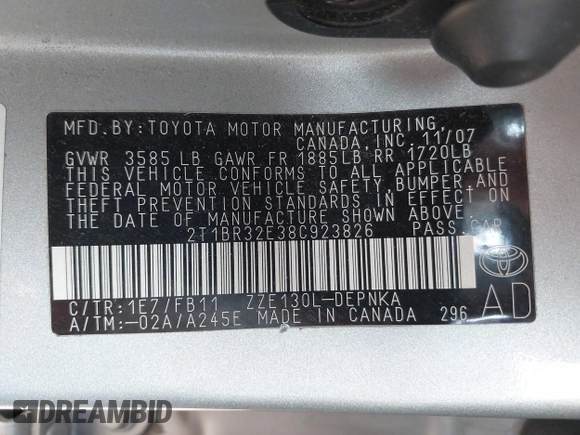 MFD.BY:TOYOTA MOTOR MANUFACTURING
CANADA,INC. 11/07
GVWR 3585LB GAWR FR 1885LB RR 1720LB
THIS VEHICLE CONFORMS TO ALL APPLICABLE
FEDERAL MOTOR VEHICLE SAFETY,BUMPER,AND
THEFT PREVENTION STANDARDS IN EFFECT ON
THE DATE OF MANUFACTURE SHOWN ABOVE.
2T1BR32E38C923826 PASS.CAR
C/TR:1E7/FB11 ZZE130L-DEPNKA
A/TM:-02A/A245E MADE IN CANADA 296
TOYOTA
AD
DREAMBID